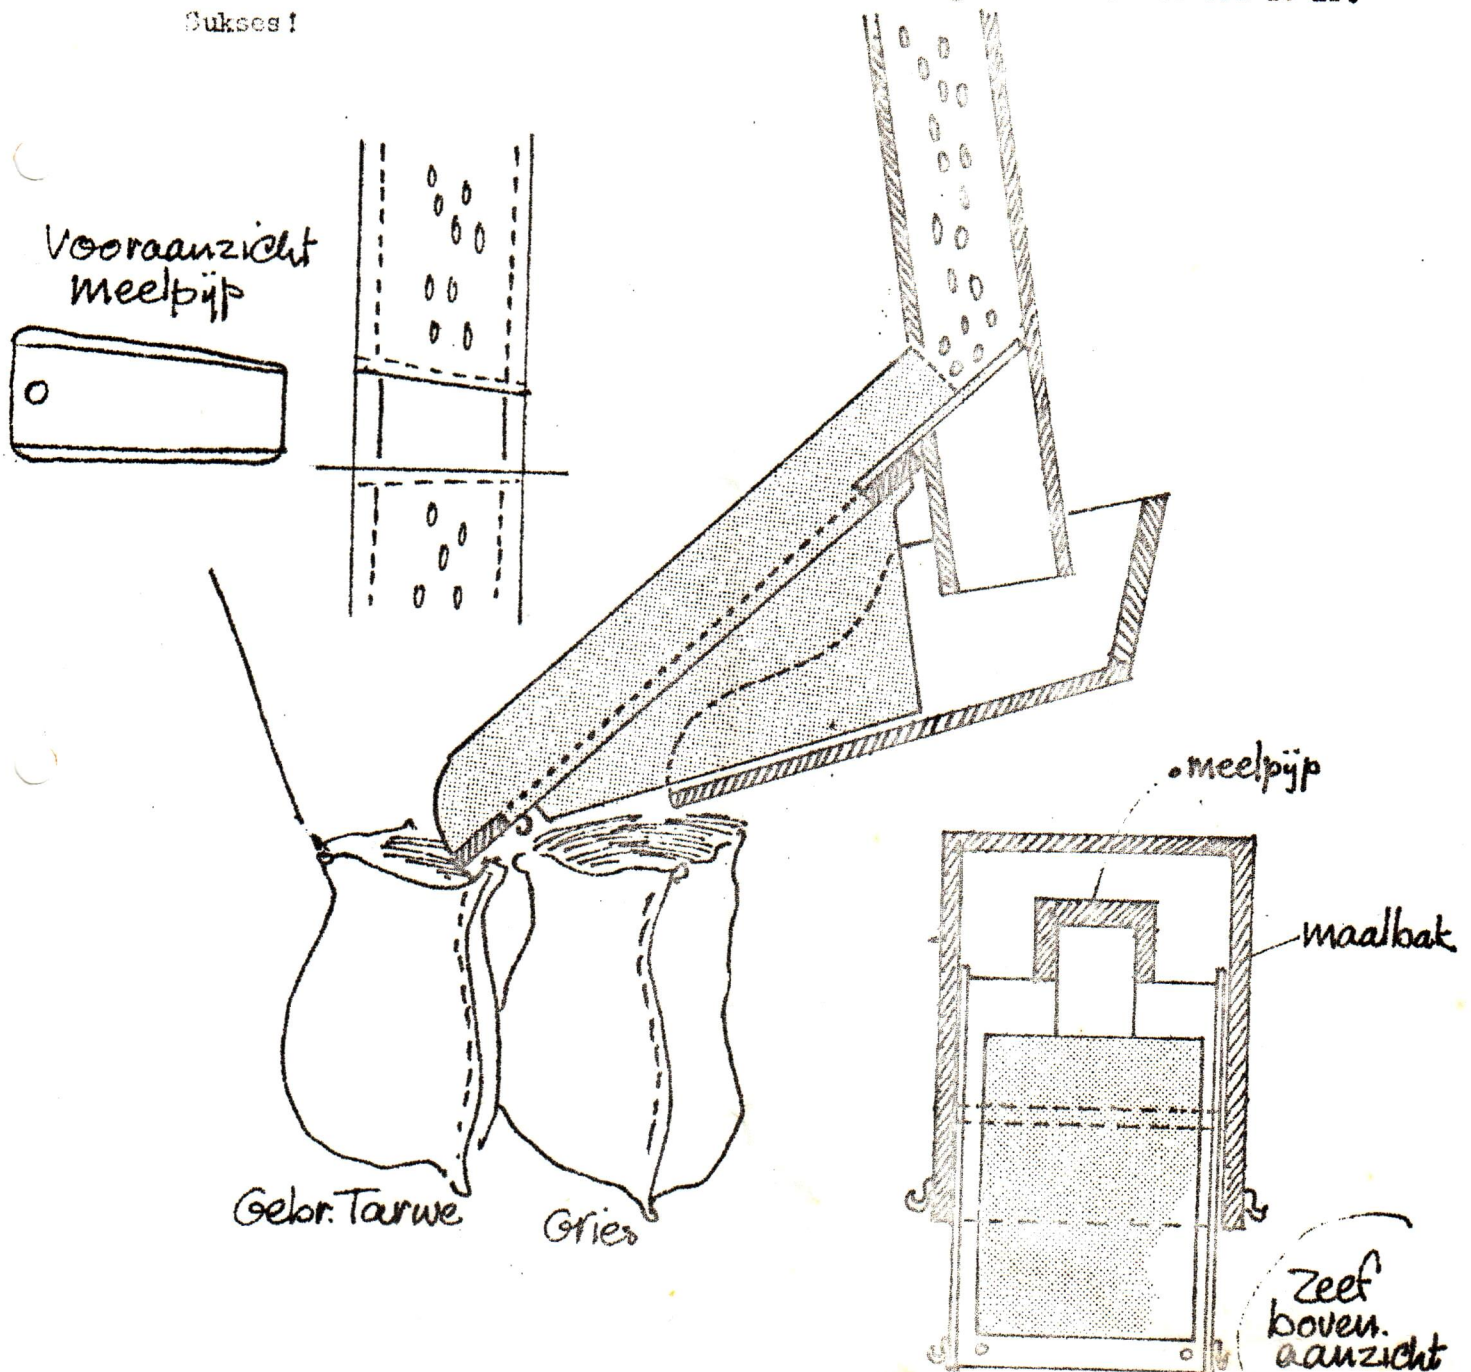 Sukses!
Vooraanzicht
meelpijp
meelpijp
maalbak
Gebr. Tarwe
Gries
Zeef
boven.
aanzicht